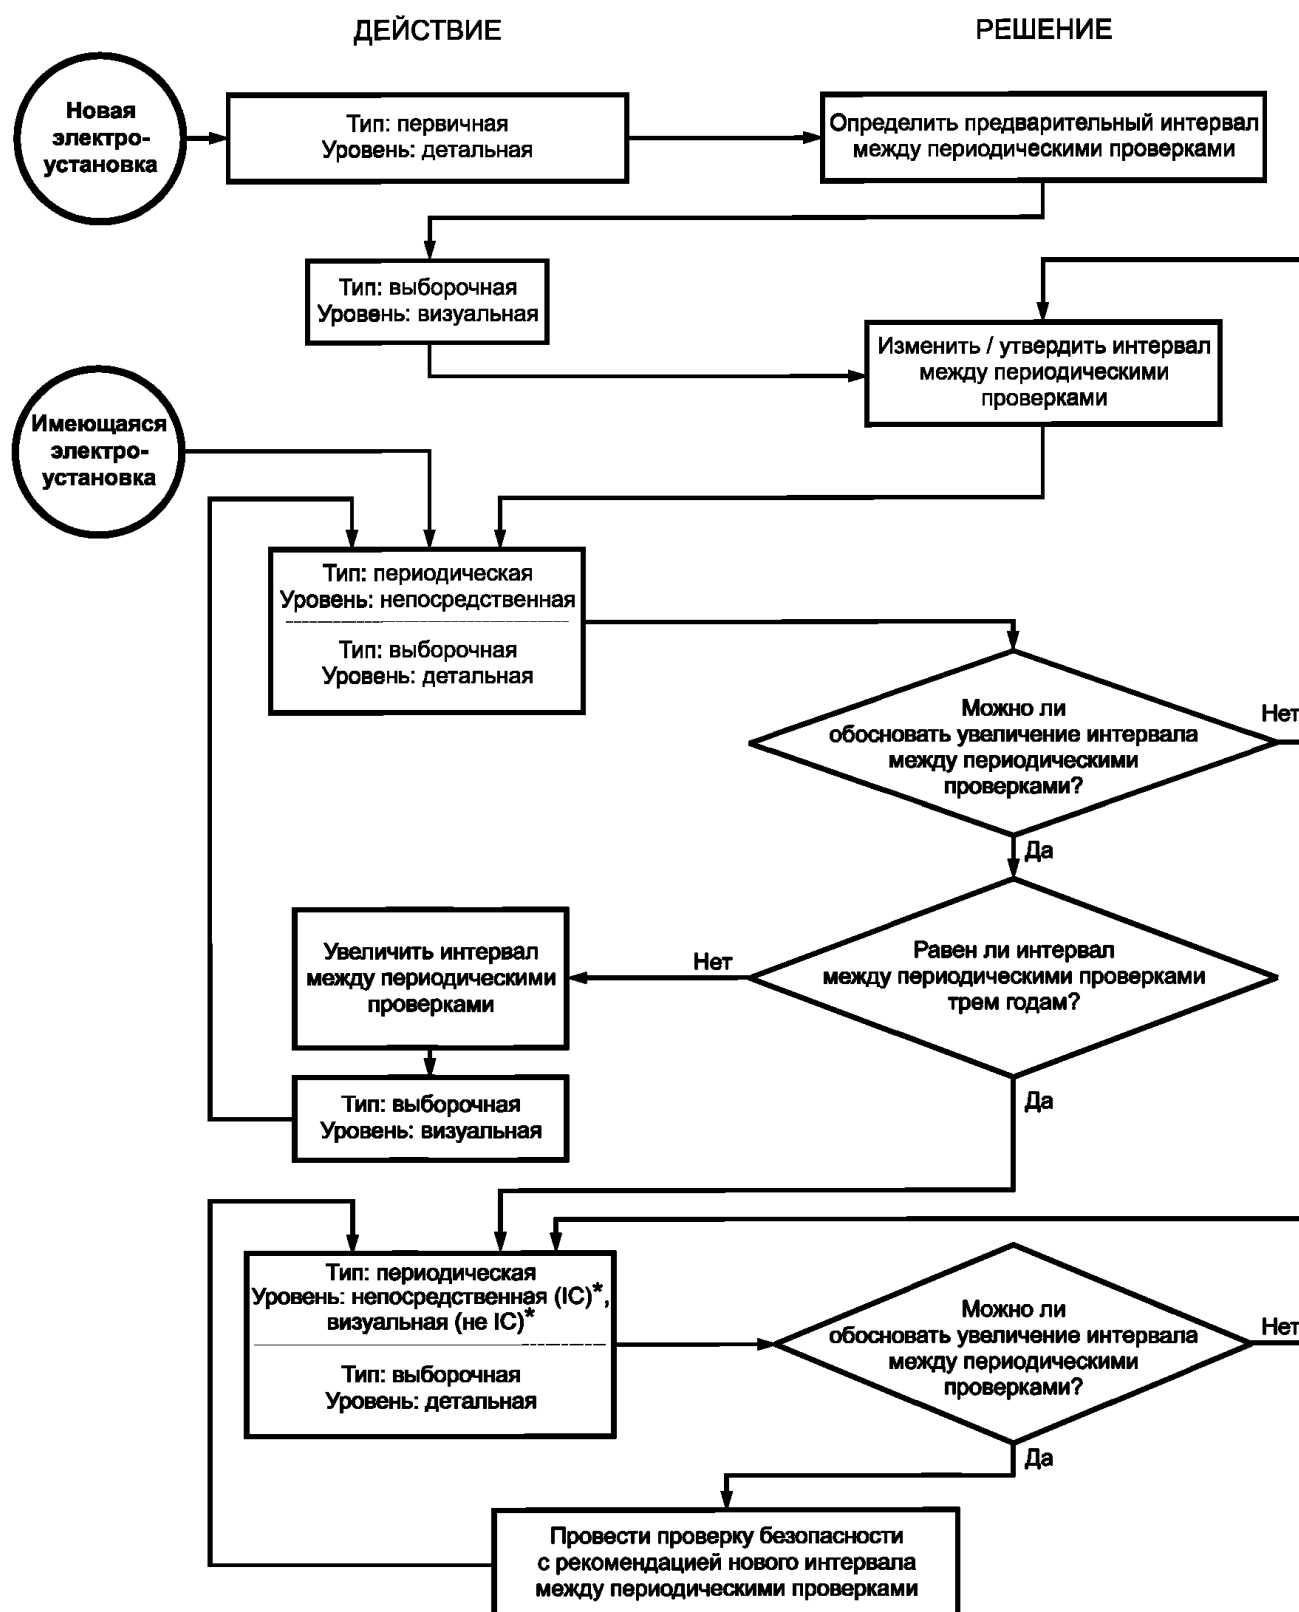 ДЕЙСТВИЕ
РЕШЕНИЕ
Новая
электро-
установка
Тип: первичная
Уровень: детальная
Определить предварительный интервал
между периодическими проверками
Тип: выборочная
Уровень: визуальная
Изменить / утвердить интервал
между периодическими
проверками
Имеющаяся
электро-
установка
Тип: периодическая
Уровень: непосредственная
Тип: выборочная
Уровень: детальная
Можно ли
обосновать увеличение интервала
между периодическими
проверками?
Нет
Да
Увеличить интервал
между периодическими
проверками
Нет
Равен ли интервал
между периодическими проверками
трем годам?
Тип: выборочная
Уровень: визуальная
Да
Тип: периодическая
Уровень: непосредственная (IC)*,
визуальная (не IC)*
Тип: выборочная
Уровень: детальная
Можно ли
обосновать увеличение интервала
между периодическими
проверками?
Нет
Да
Провести проверку безопасности
с рекомендацией нового интервала
между периодическими проверками